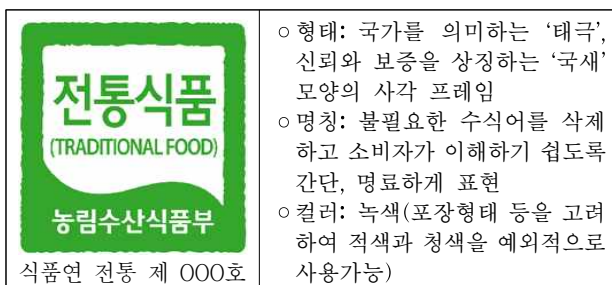 전통식품
(TRADITIONAL FOOD)
농림수산식품부
식품연 전통 제 000호
○ 형태: 국가를 의미하는 ‘태극’,
신뢰와 보증을 상징하는 ‘국새’
모양의 사각 프레임
○ 명칭: 불필요한 수식어를 삭제
하고 소비자가 이해하기 쉽도록
간단, 명료하게 표현
○ 컬러: 녹색(포장형태 등을 고려
하여 적색과 청색을 예외적으로
사용가능)